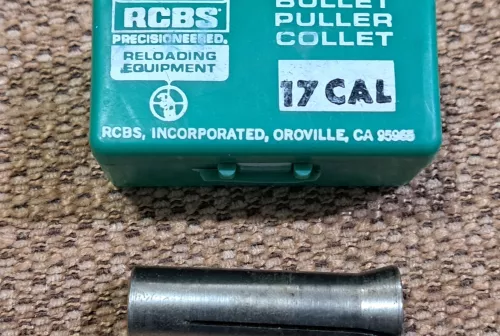 RCBS
PRECISIONEERED.
RELOADING
EQUIPMENT
BULLET
PULLER
COLLET
17 CAL
RCBS, INCORPORATED, OROVILLE, CA 95965